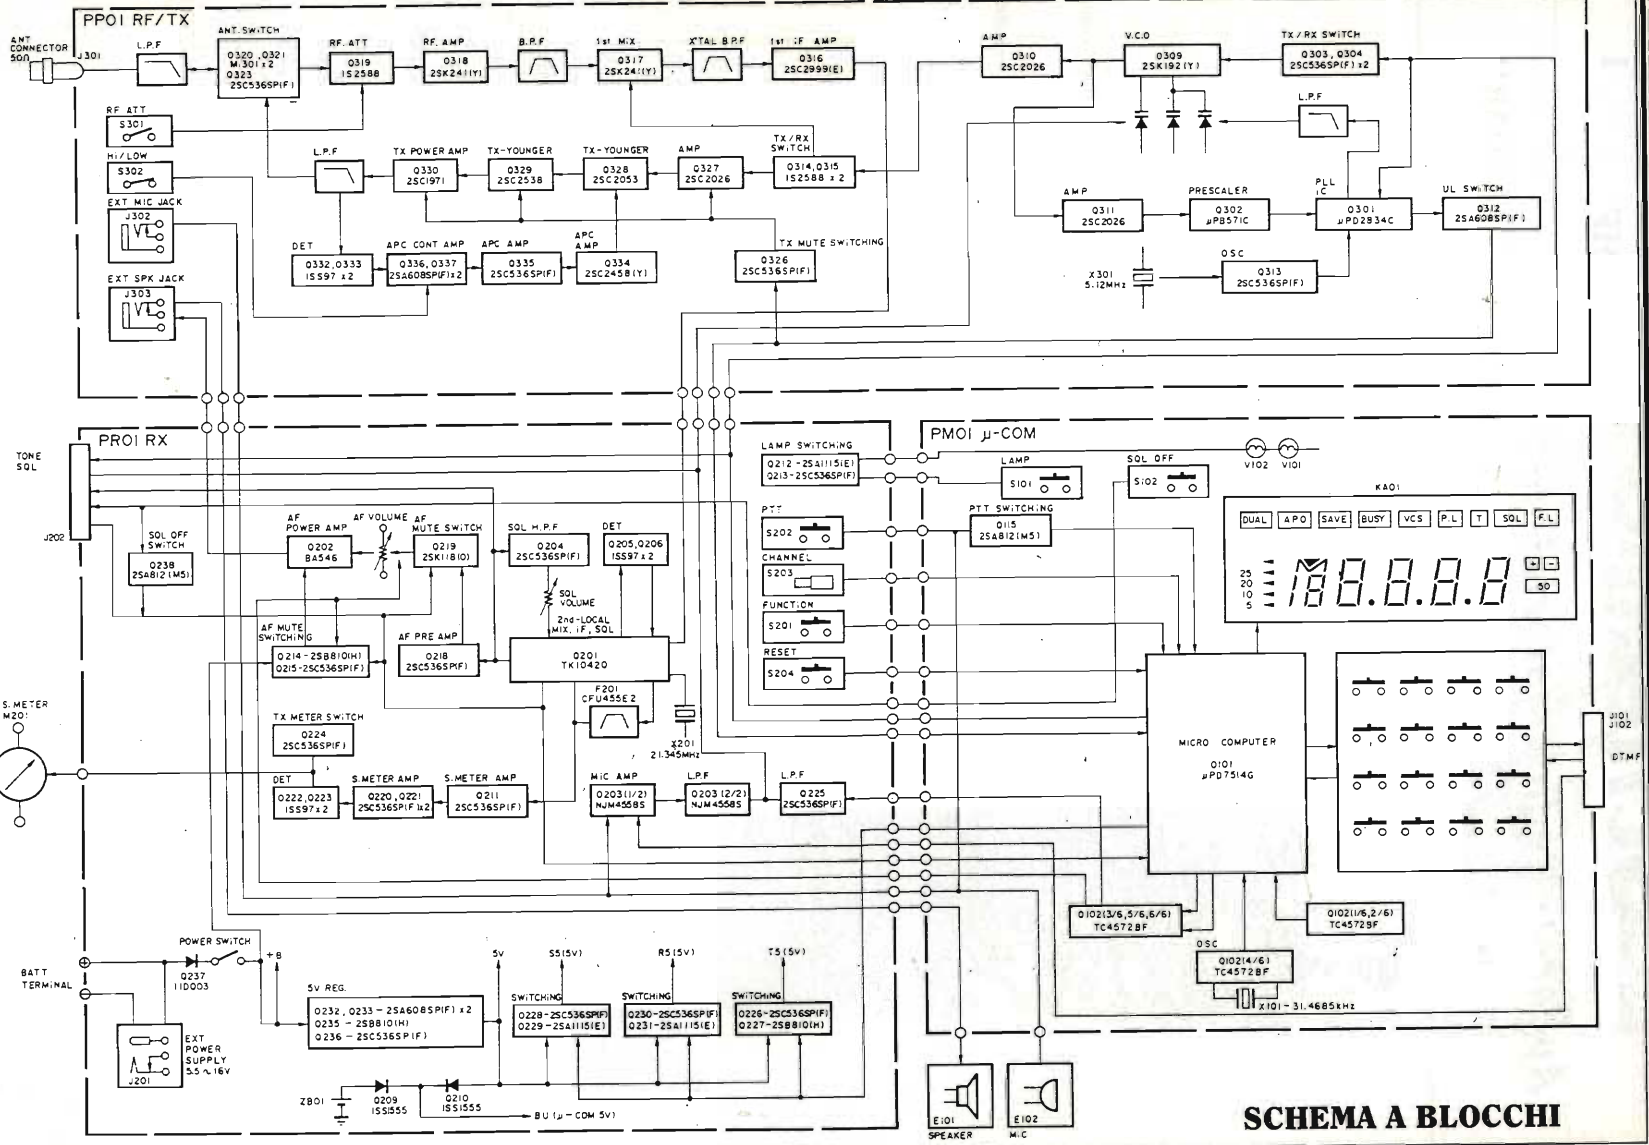 PP01 RF/TX
ANT
CONNECTOR
50Ω
J301
L.P.F
ANT.SWITCH
Q320,Q321
Mi301x2
Q323
2SC536SP(F)
RF. ATT
Q319
1S2588
RF. AMP
Q318
2SK241(Y)
B.P.F
1st MiX
Q317
2SK241(Y)
X'TAL B.P.F
1st iF AMP
Q316
2SC2999(E)
AMP
Q310
2SC2026
V.C.O
Q309
2SK192(Y)
TX/RX SWITCH
Q303, Q304
2SC536SP(F)x2
L.P.F
RF ATT
S301
Hi/LOW
S302
EXT MIC JACK
J302
EXT SPK JACK
J303
L.P.F
TX POWER AMP
Q330
2SC1971
TX-YOUNGER
Q329
2SC2538
TX-YOUNGER
Q328
2SC2053
AMP
Q327
2SC2026
TX/RX
SWITCH
Q314,Q315
1S2588 x 2
DET
Q332,Q333
1SS97 x2
APC CONT AMP
Q336, Q337
2SA608SP(F)x2
APC AMP
Q335
2SC536SP(F)
APC
AMP
Q334
2SC2458(Y)
TX MUTE SWiTCHING
Q326
2SC536SP(F)
AMP
Q311
2SC2026
PRESCALER
Q302
μPB571C
PLL
iC
Q301
μPD2834C
UL SWiTCH
Q312
2SA608SP(F)
X301
5.12MHz
OSC
Q313
2SC536SP(F)
PR01 RX
TONE
SQL
J202
SQL OFF
SWITCH
Q238
2SA812(M5)
AF
POWER AMP
Q202
BA546
AF VOLUME
AF
MUTE SWITCH
Q219
2SK118(O)
SQL H.P.F
Q204
2SC536SP(F)
DET
Q205,Q206
1SS97 x 2
SQL
VOLUME
2nd-LOCAL
MIX, iF, SQL
Q201
TK10420
AF MUTE
SWITCHING
Q214-2SB810(H)
Q215-2SC536SP(F)
AF PRE AMP
Q218
2SC536SP(F)
F201
CFU455E2
X201
21.345MHz
S.METER
M201
TX METER SWITCH
Q224
2SC536SP(F)
DET
Q222,Q223
1SS97x2
S.METER AMP
Q220,Q221
2SC536SP(F)x2
S.METER AMP
Q211
2SC536SP(F)
MiC AMP
Q203(1/2)
NJM4558S
L.P.F
Q203(2/2)
NJM4558S
L.P.F
Q225
2SC536SP(F)
LAMP SWITCHING
Q212-2SA1115(E)
Q213-2SC536SP(F)
PTT
S202
CHANNEL
S203
FUNCTION
S201
RESET
S204
PM01 μ-COM
LAMP
S101
SQL OFF
S102
V102
V101
PTT SWITCHING
Q115
2SA812(M5)
KA01
DUAL
APO
SAVE
BUSY
VCS
P.L
T
SQL
F.L
25
20
10
5
18.8.8.8
+
-
50
MICRO COMPUTER
Q101
μPD7514G
J101
J102
DTMF
Q102(3/6,5/6,6/6)
TC4572BF
Q102(1/6,2/6)
TC4572BF
OSC
Q102(4/6)
TC4572BF
X101-31.4685kHz
BATT
TERMINAL
POWER SWITCH
Q237
11D003
+B
EXT
POWER
SUPPLY
5.5~16V
J201
5V REG.
Q232, Q233-2SA608SP(F) x2
Q235 - 2SB810(H)
Q236 - 2SC536SP(F)
5V
S5(5V)
R5(5V)
T5(5V)
SWITCHING
Q228-2SC536SP(F)
Q229-2SA1115(E)
SWITCHING
Q230-2SC536SP(F)
Q231-2SA1115(E)
SWITCHING
Q226-2SC536SP(F)
Q227-2SB810(H)
ZB01
Q209
1SS1555
Q210
1SS1555
BU(μ-COM 5V)
E101
SPEAKER
E102
MiC
SCHEMA A BLOCCHI